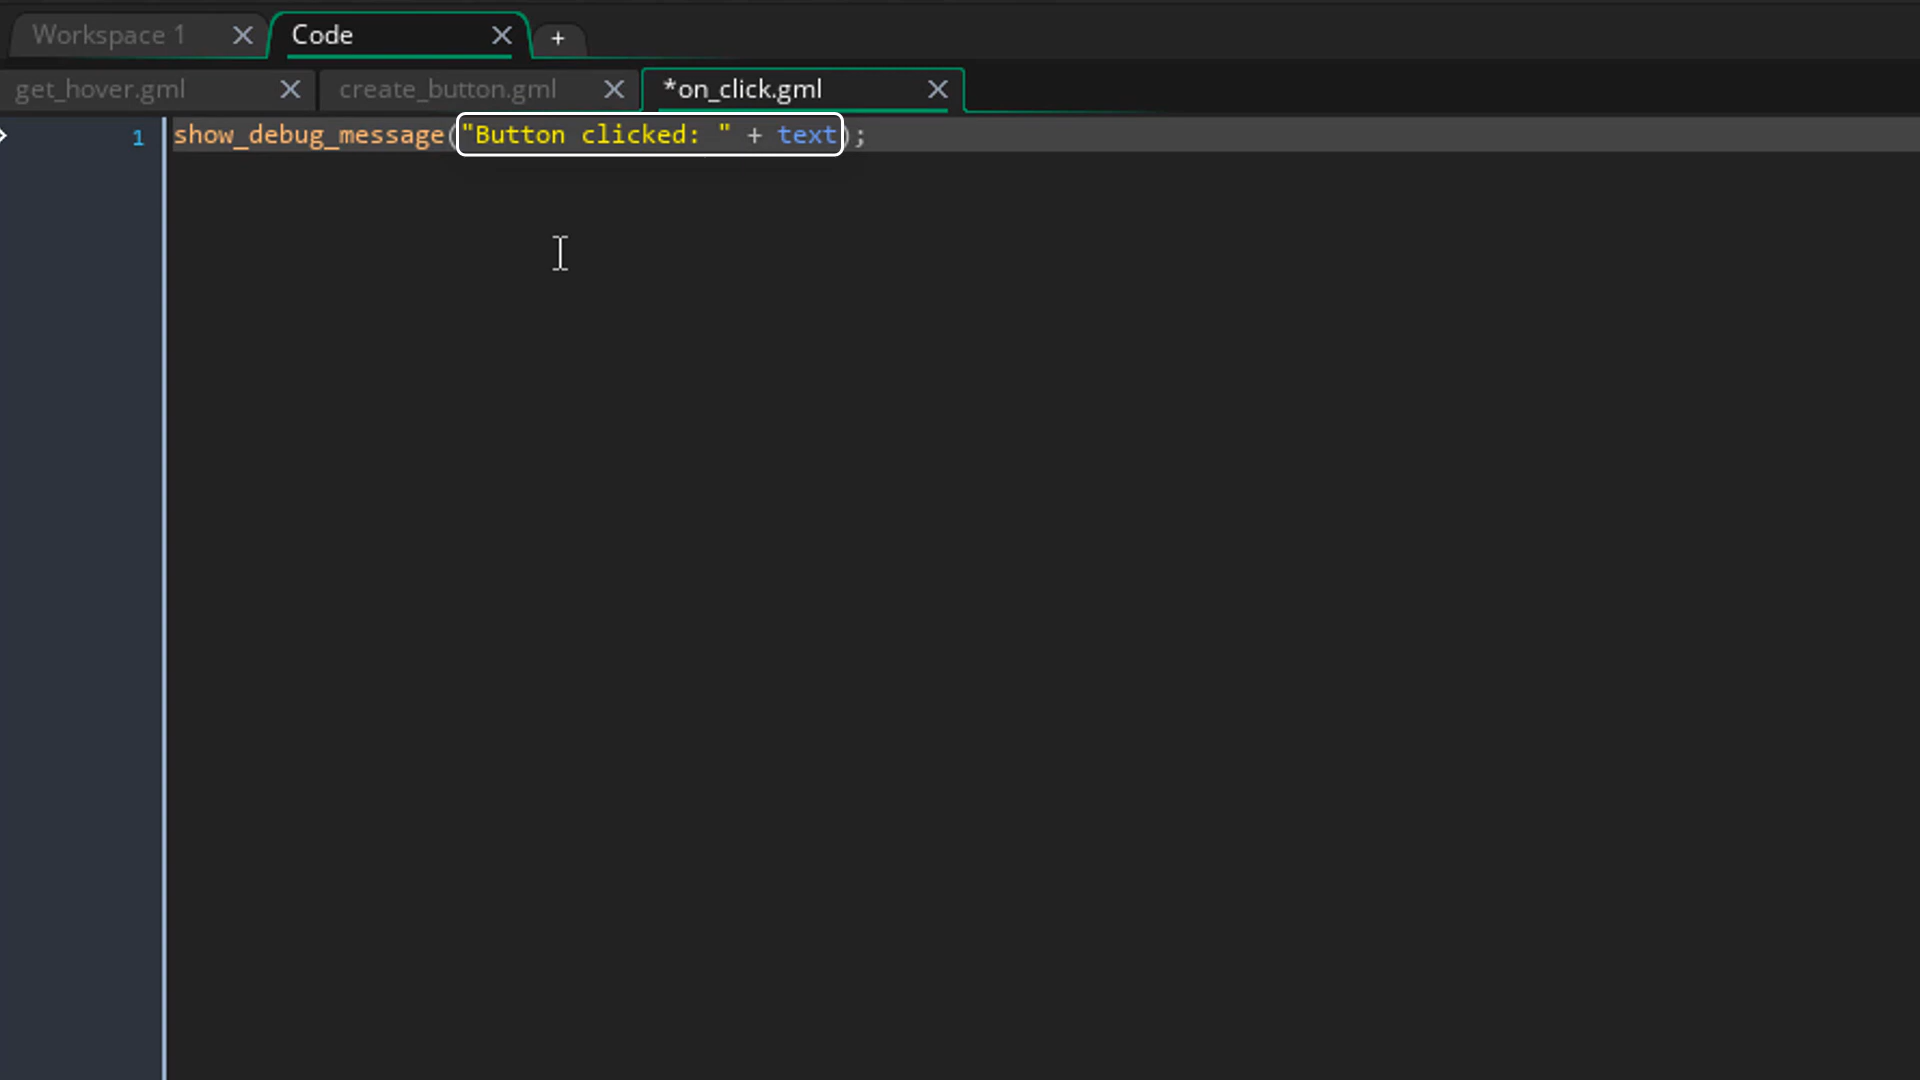 Workspace 1 Code +
get_hover.gml create_button.gml *on_click.gml
1 show_debug_message("Button clicked: " + text);